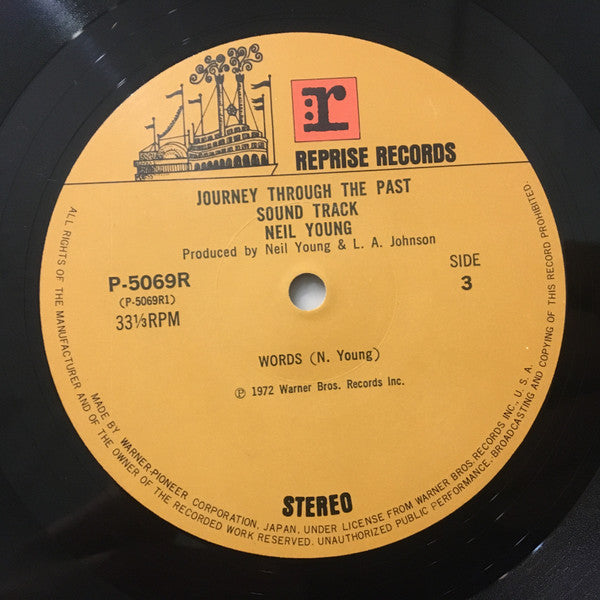 :r
REPRISE RECORDS
JOURNEY THROUGH THE PAST
SOUND TRACK
NEIL YOUNG
Produced by Neil Young & L. A. Johnson
P-5069R
(P-5069R1)
33⅓RPM
SIDE
3
WORDS (N. Young)
Ⓟ 1972 Warner Bros. Records Inc.
STEREO
MADE BY WARNER-PIONEER CORPORATION, JAPAN, UNDER LICENSE FROM WARNER BROS. RECORDS INC., U. S. A.
ALL RIGHTS OF THE MANUFACTURER AND OF THE OWNER OF THE RECORDED WORK RESERVED. UNAUTHORIZED PUBLIC PERFORMANCE, BROADCASTING AND COPYING OF THIS RECORD PROHIBITED.